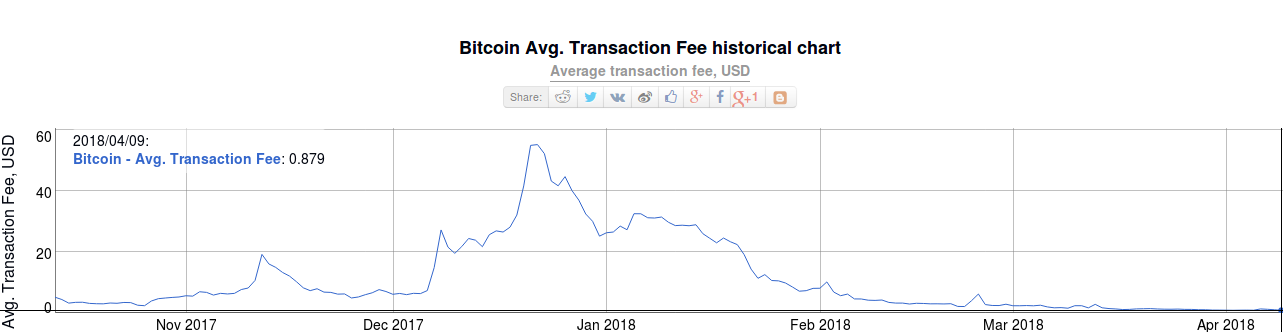 Bitcoin Avg. Transaction Fee historical chart
Average transaction fee, USD
Share:
g+
f
g+1
2018/04/09:
Bitcoin - Avg. Transaction Fee: 0.879
Avg. Transaction Fee, USD
60
40
20
0
Nov 2017 Dec 2017 Jan 2018 Feb 2018 Mar 2018 Apr 2018